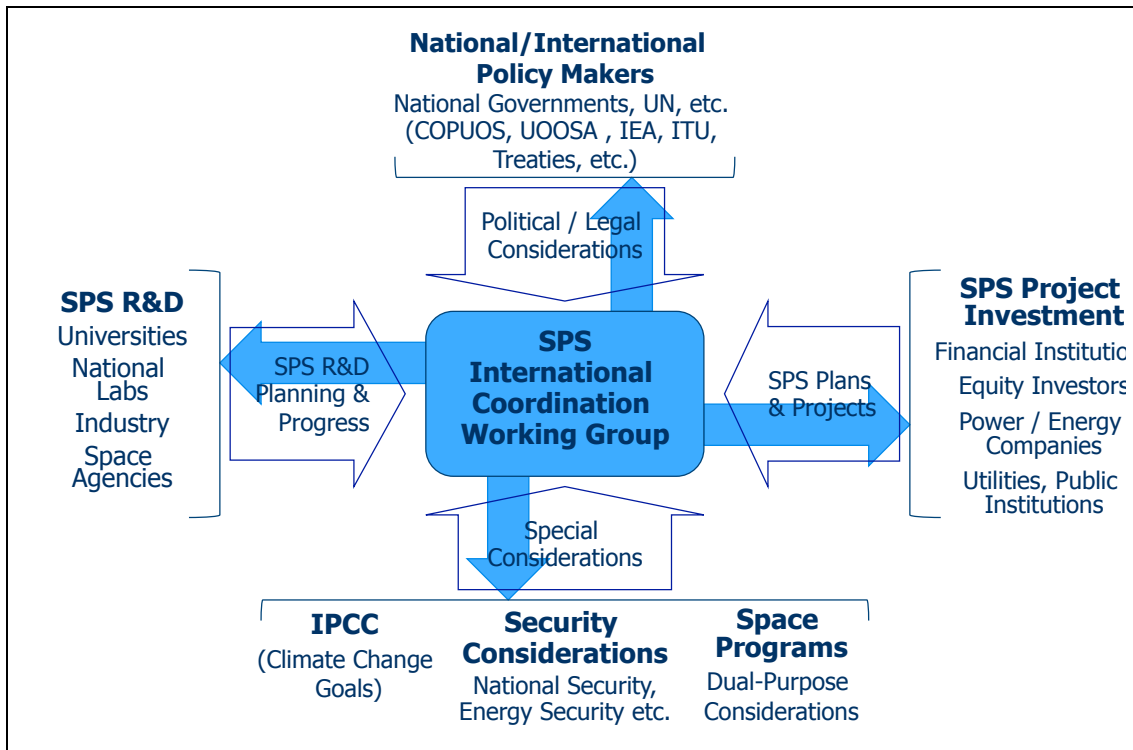 National/International
Policy Makers
National Governments, UN, etc.
(COPUOS, UOOSA , IEA, ITU,
Treaties, etc.)
Political / Legal
Considerations
SPS R&D
Universities
National
Labs
Industry
Space
Agencies
SPS R&D
Planning &
Progress
SPS
International
Coordination
Working Group
SPS Plans
& Projects
SPS Project
Investment
Financial Institution
Equity Investors
Power / Energy
Companies
Utilities, Public
Institutions
Special
Considerations
IPCC
(Climate Change
Goals)
Security
Considerations
National Security,
Energy Security etc.
Space
Programs
Dual-Purpose
Considerations